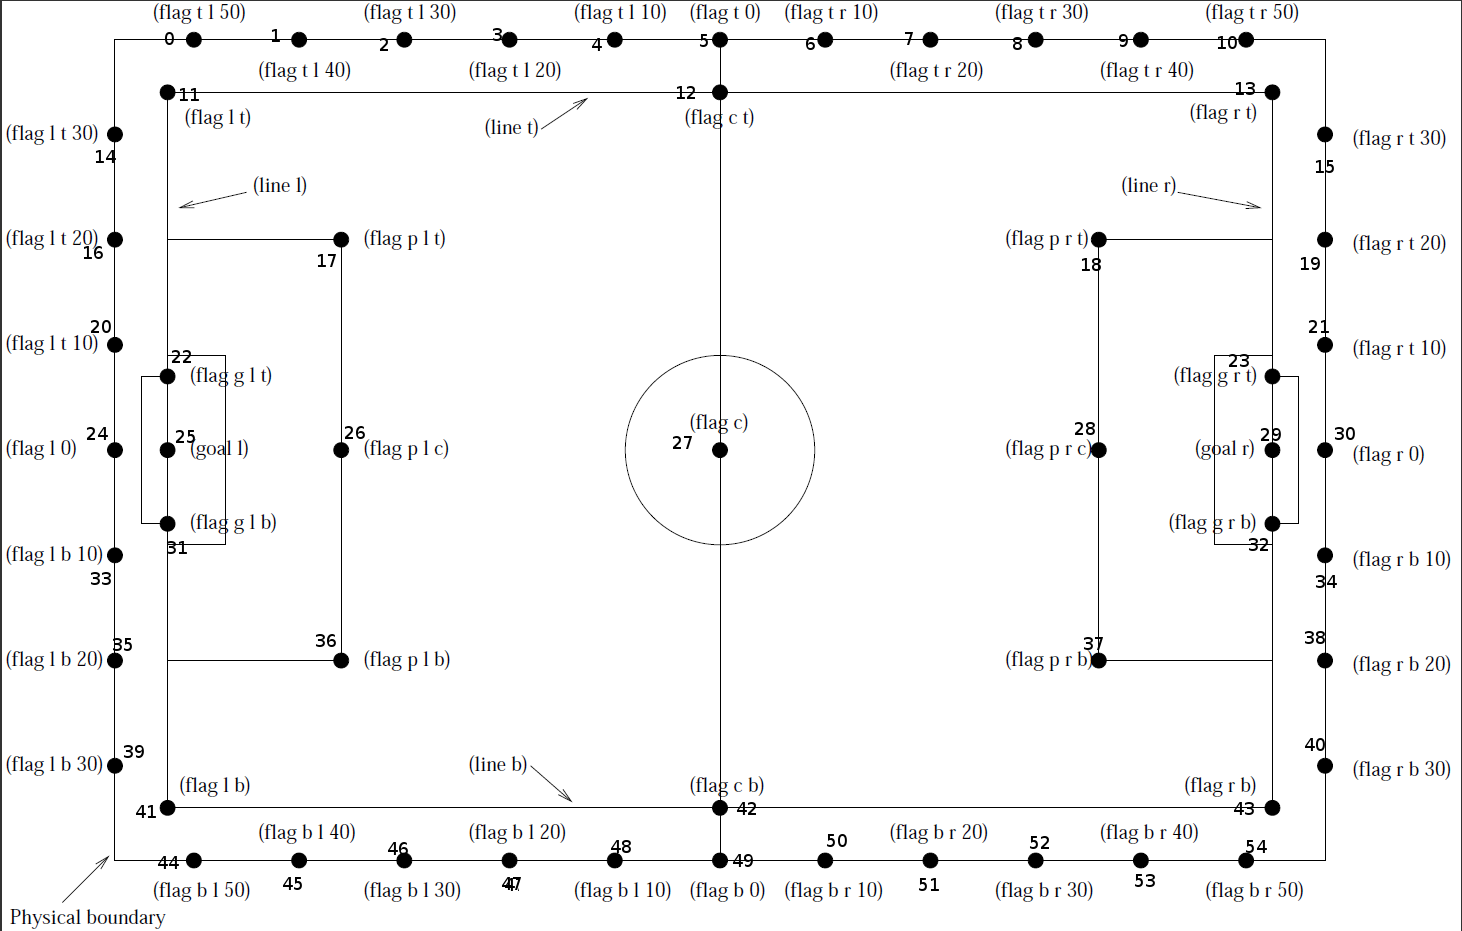 (flag t l 50) (flag t l 30) (flag t l 10) (flag t 0) (flag t r 10) (flag t r 30) (flag t r 50)
0 1 2 3 4 5 6 7 8 9 10
(flag t l 40) (flag t l 20) (flag t r 20) (flag t r 40)
11 12 13
(flag l t) (flag c t) (flag r t)
(line t)
(flag l t 30) (flag r t 30)
14 15
(line l) (line r)
(flag l t 20) (flag p l t) (flag p r t) (flag r t 20)
16 17 18 19
20 21
(flag l t 10) (flag r t 10)
22 23
(flag g l t) (flag g r t)
(flag c)
24 25 26 27 28 29 30
(flag l 0) (goal l) (flag p l c) (flag p r c) (goal r) (flag r 0)
(flag g l b) (flag g r b)
31 32
(flag l b 10) (flag r b 10)
33 34
35 36 37 38
(flag l b 20) (flag p l b) (flag p r b) (flag r b 20)
39 40
(flag l b 30) (line b) (flag r b 30)
(flag l b) (flag c b) (flag r b)
41 42 43
(flag b l 40) (flag b l 20) (flag b r 20) (flag b r 40)
44 45 46 47 48 49 50 51 52 53 54
(flag b l 50) (flag b l 30) (flag b l 10) (flag b 0) (flag b r 10) (flag b r 30) (flag b r 50)
Physical boundary